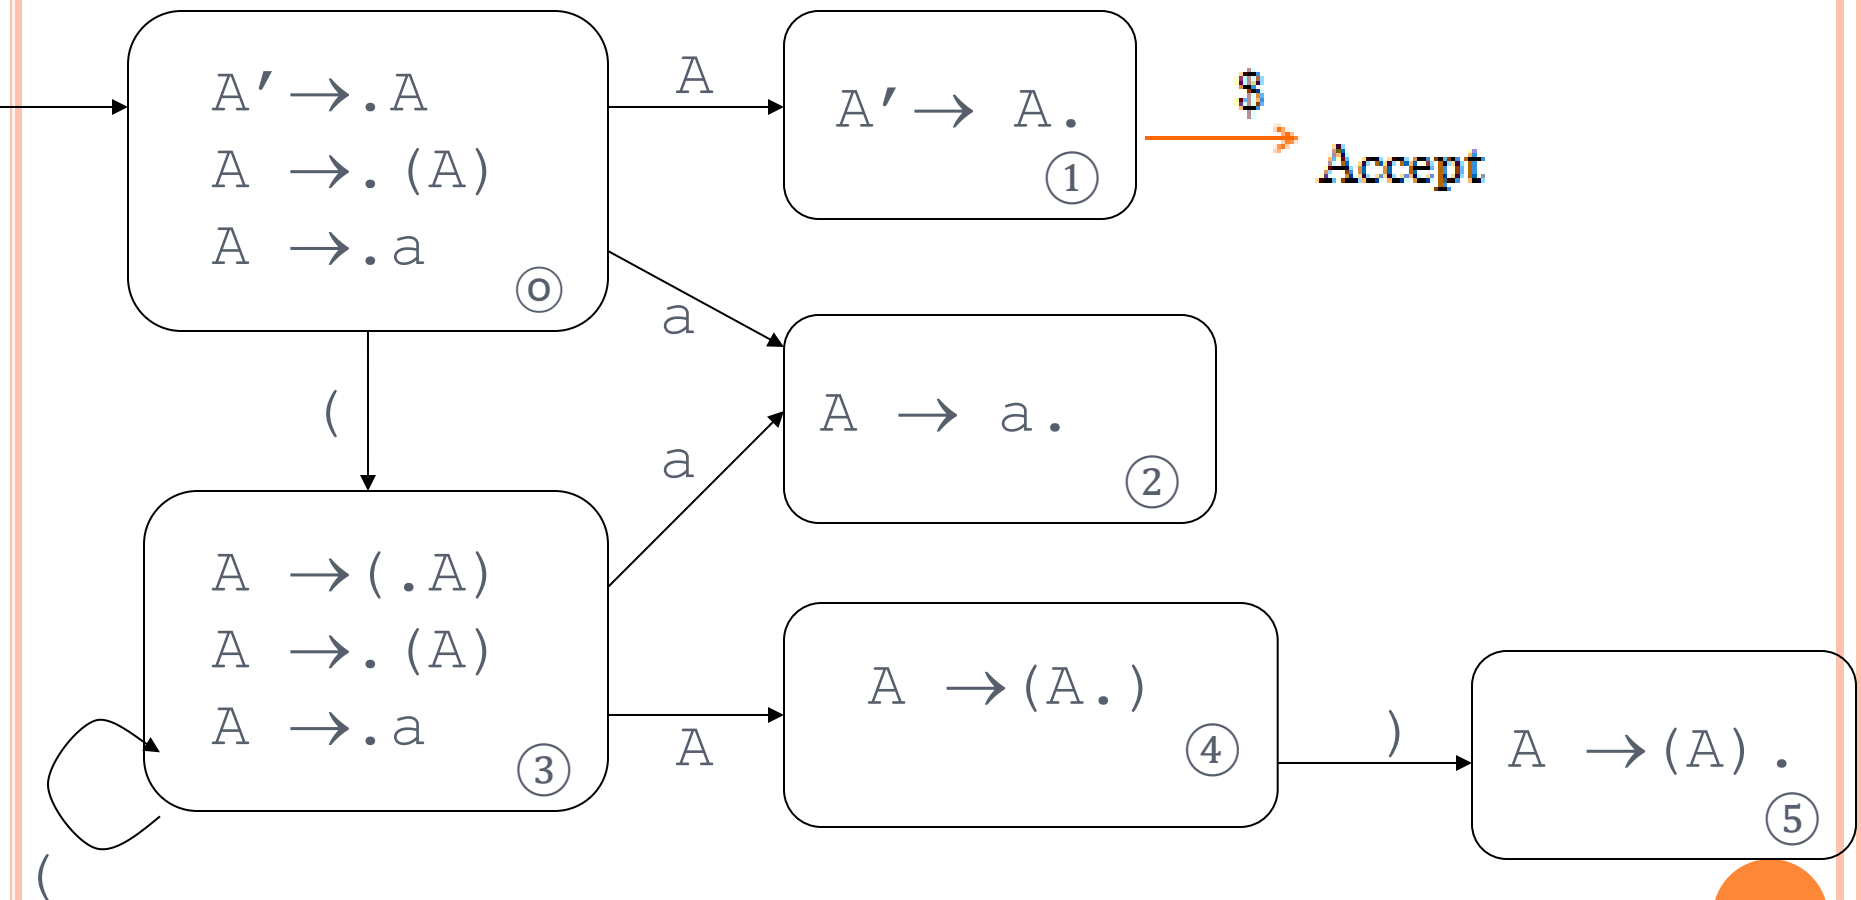 A′→.A
A →.(A)
A →.a
⓪
A
A′→ A.
①
$
Accept
a
(
A → a.
②
a
A →(.A)
A →.(A)
A →.a
③
(
A
A →(A.)
④
)
A →(A).
⑤